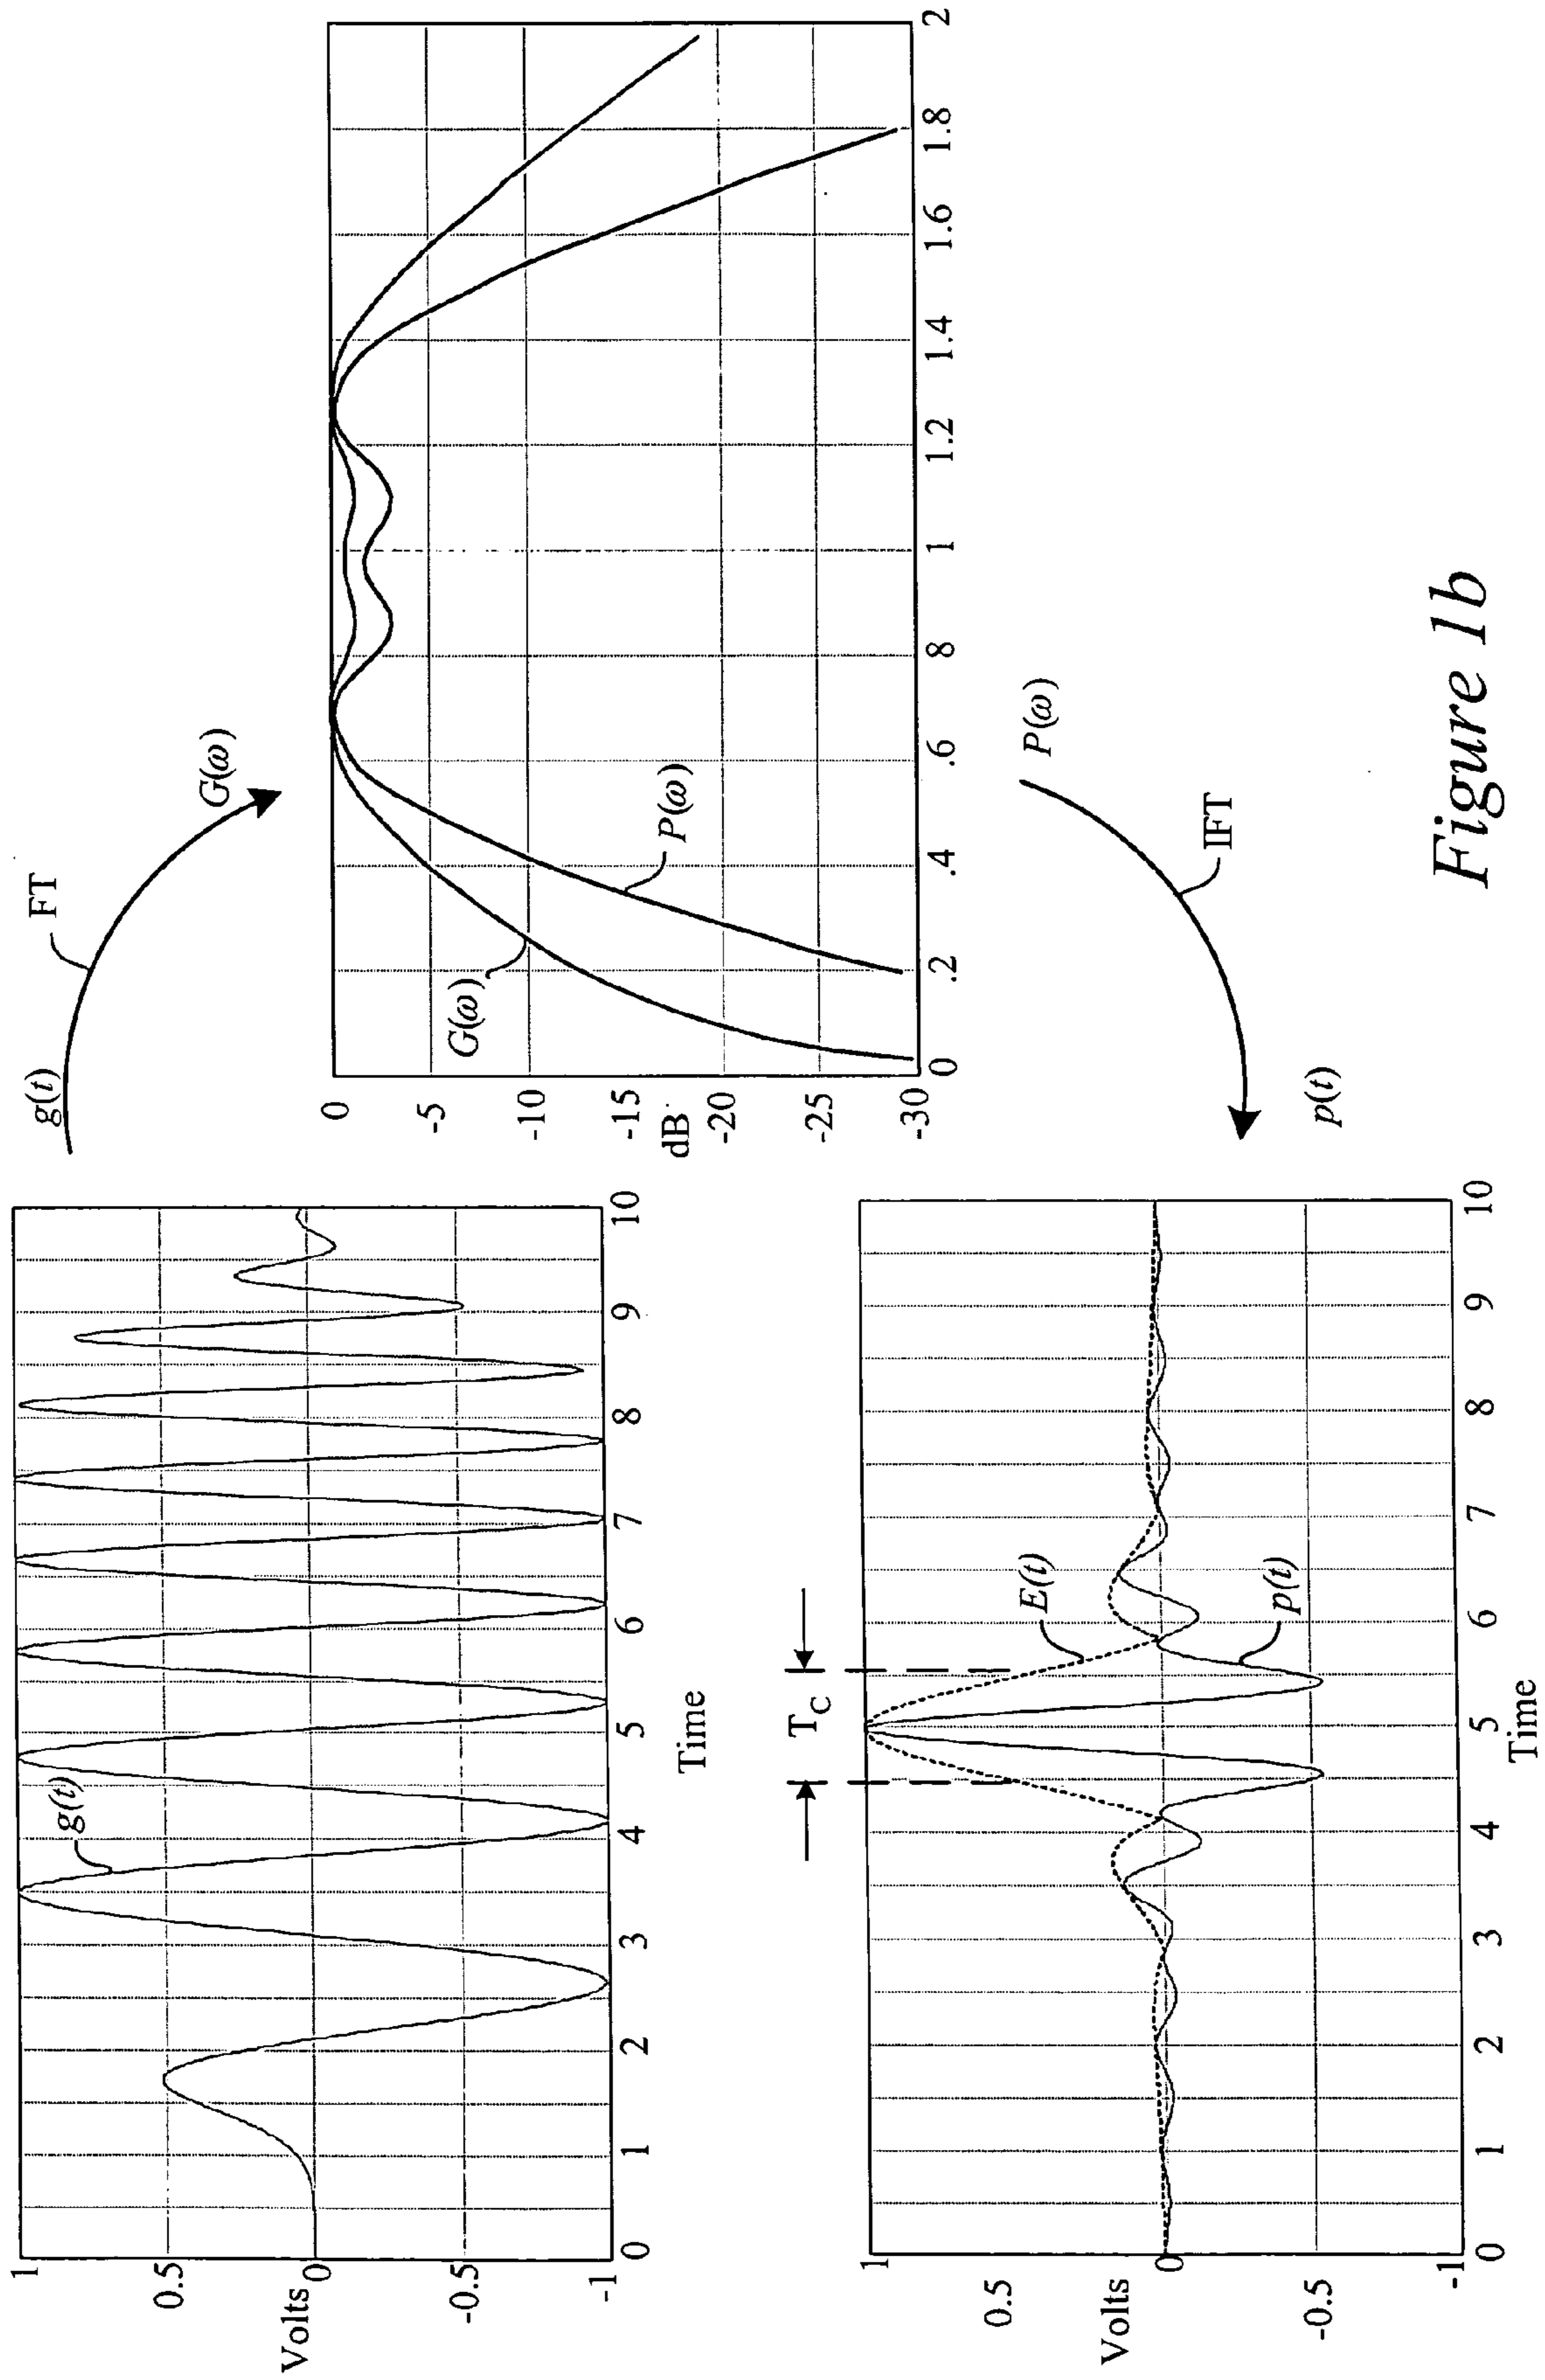 g(t)
FT
G(ω)
1
0.5
Volts 0
-0.5
-1
g(t)
0 1 2 3 4 5 6 7 8 9 10
Time
0
-5
-10
-15
dB
-20
-25
-30
G(ω)
P(ω)
0 .2 .4 .6 8 1 1.2 1.4 1.6 1.8 2
P(ω)
IFT
p(t)
T_C
1
0.5
Volts 0
-0.5
-1
E(t)
p(t)
0 1 2 3 4 5 6 7 8 9 10
Time
Figure 1b